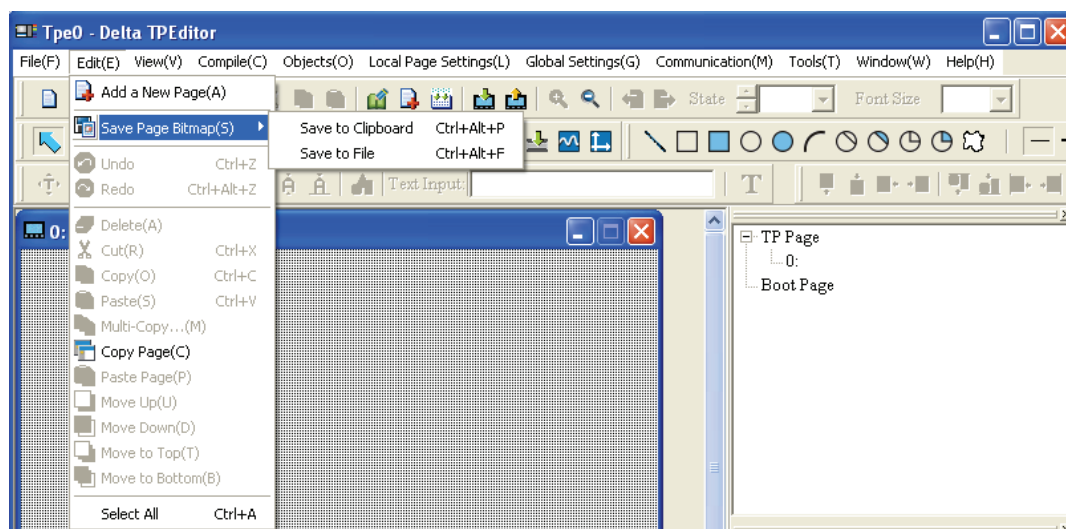 Tpe0 - Delta TPEditor
File(F) Edit(E) View(V) Compile(C) Objects(O) Local Page Settings(L) Global Settings(G) Communication(M) Tools(T) Window(W) Help(H)
Add a New Page(A)
State
Font Size
Save Page Bitmap(S)
Save to Clipboard Ctrl+Alt+P
Save to File Ctrl+Alt+F
Undo Ctrl+Z
Redo Ctrl+Alt+Z
Text Input:
Delete(A)
Cut(R) Ctrl+X
Copy(O) Ctrl+C
Paste(S) Ctrl+V
Multi-Copy...(M)
Copy Page(C)
Paste Page(P)
Move Up(U)
Move Down(D)
Move to Top(T)
Move to Bottom(B)
Select All Ctrl+A
0:
TP Page
0:
Boot Page